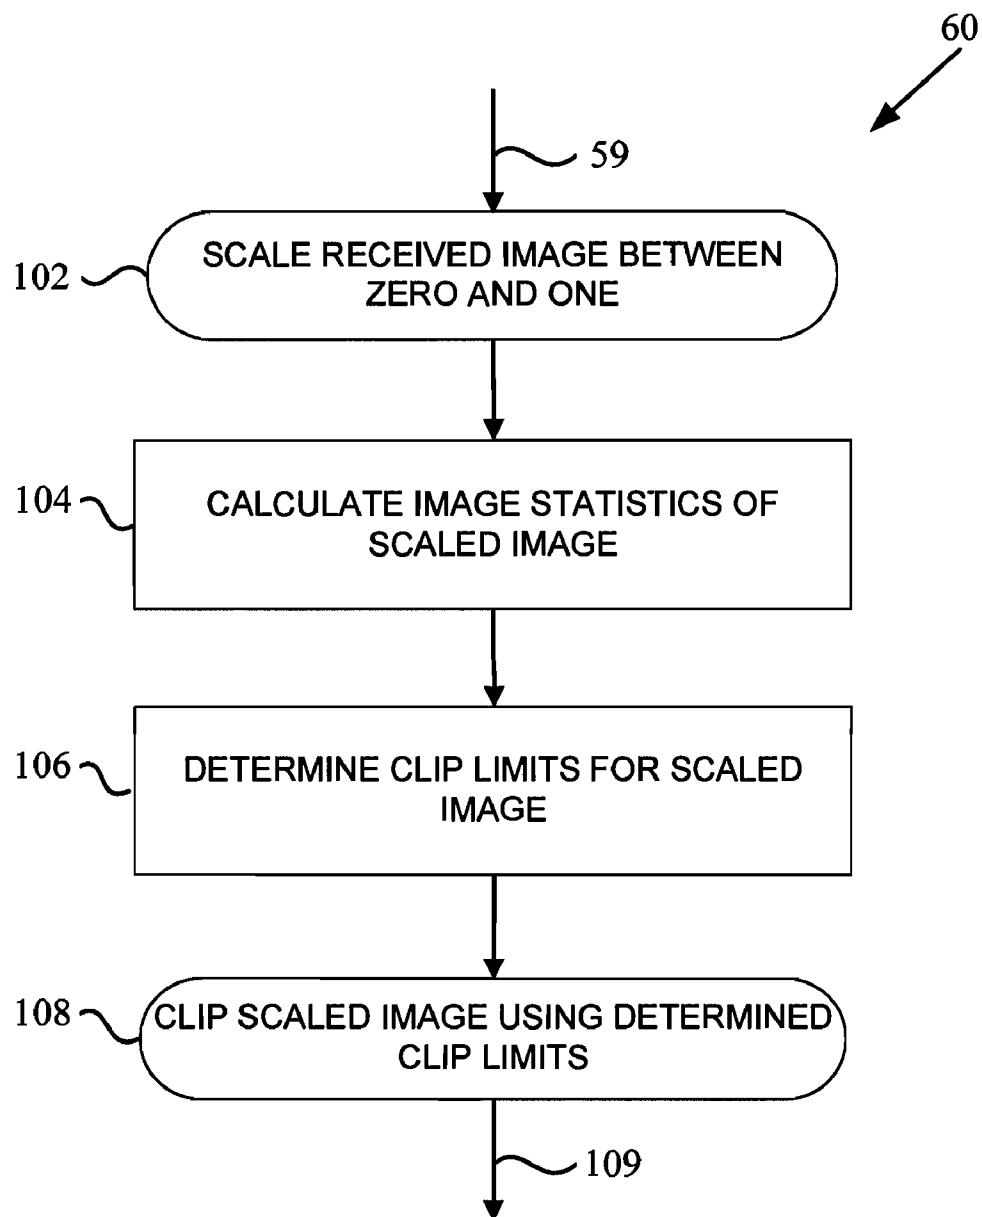 60
59
102
SCALE RECEIVED IMAGE BETWEEN
ZERO AND ONE
104
CALCULATE IMAGE STATISTICS OF
SCALED IMAGE
106
DETERMINE CLIP LIMITS FOR SCALED
IMAGE
108
CLIP SCALED IMAGE USING DETERMINED
CLIP LIMITS
109